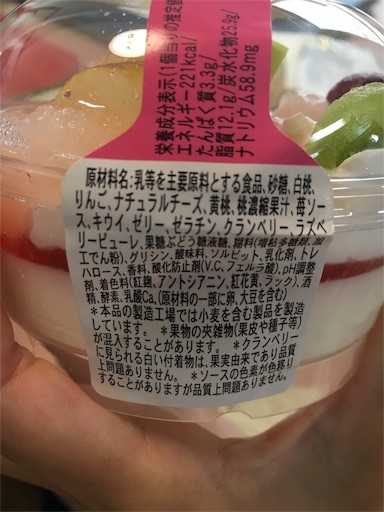 栄養成分表示(1個当りの推定値)
エネルギー221kcal/
たんぱく質3.3g/
脂質12.1g/炭水化物25.9g/
ナトリウム58.9mg
原材料名:乳等を主要原料とする食品、砂糖、白桃、
りんご、ナチュラルチーズ、黄桃、桃濃縮果汁、苺ソー
ス、キウイ、ゼリー、ゼラチン、クランベリー、ラズベ
リーピューレ、果糖ぶどう糖液糖、糊料(増粘多糖類、加
工でん粉)、グリシン、酸味料、ソルビット、乳化剤、トレ
ハロース、香料、酸化防止剤(V.C、フェルラ酸)、pH調整
剤、着色料(紅麹、アントシアニン、紅花黄、ラック)、酒
精、酵素、乳酸Ca、(原材料の一部に卵、大豆を含む)
*本品の製造工場では小麦を含む製品を製造
しています。 *果物の夾雑物(果皮や種子等)
が混入することがあります。 *クランベリー
に見られる白い付着物は、果実由来であり品質
上問題ありません。 *ソースの色素が色移り
することがありますが品質上問題ありません。